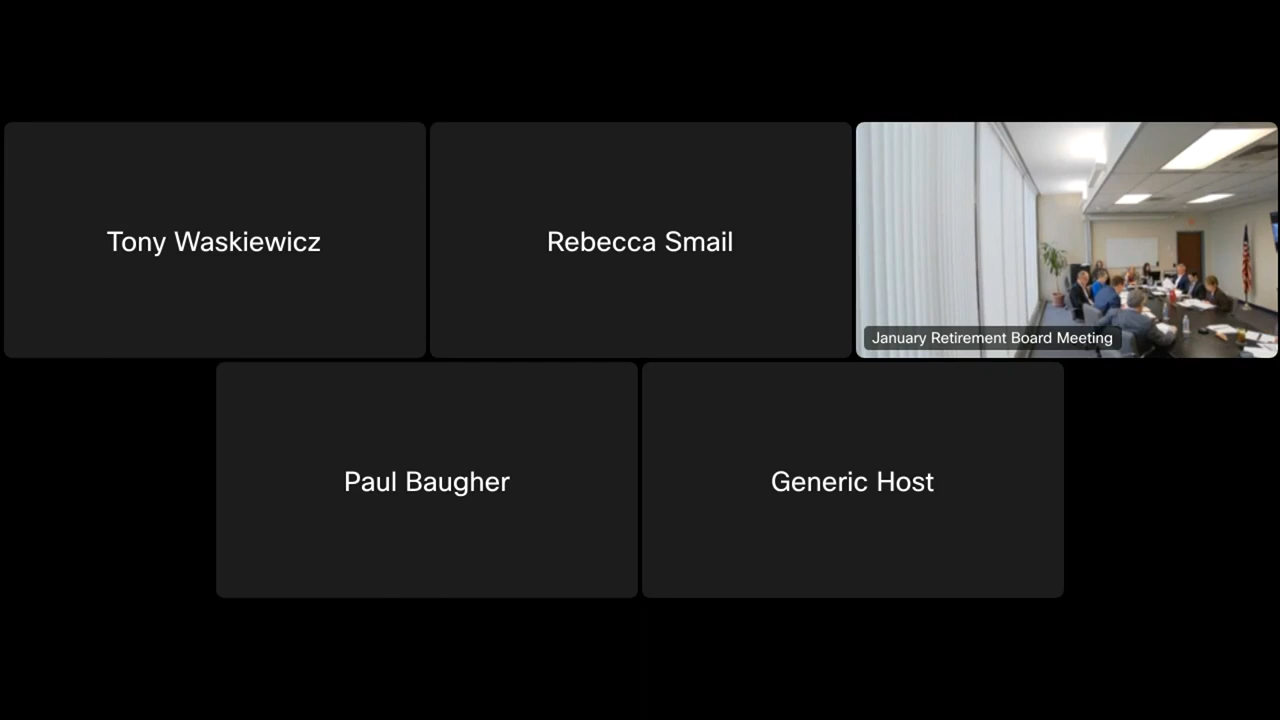 Tony Waskiewicz
Rebecca Smail
January Retirement Board Meeting
Paul Baugher
Generic Host